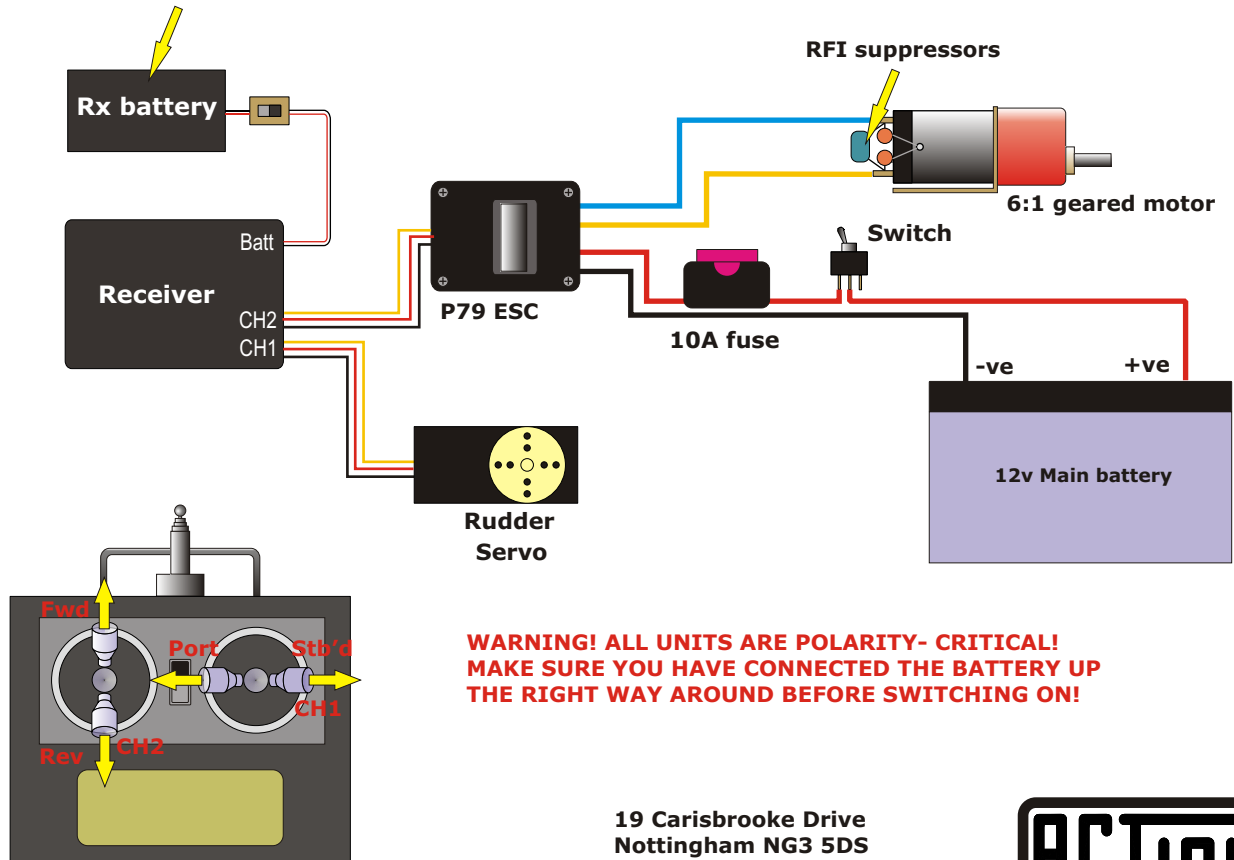 RFI suppressors
Rx battery
6:1 geared motor
Switch
Batt
Receiver
P79 ESC
CH2
CH1
10A fuse
-ve
+ve
12v Main battery
Rudder
Servo
Fwd
Port
Stb'd
CH1
Rev
CH2
WARNING! ALL UNITS ARE POLARITY- CRITICAL!
MAKE SURE YOU HAVE CONNECTED THE BATTERY UP
THE RIGHT WAY AROUND BEFORE SWITCHING ON!
19 Carisbrooke Drive
Nottingham NG3 5DS